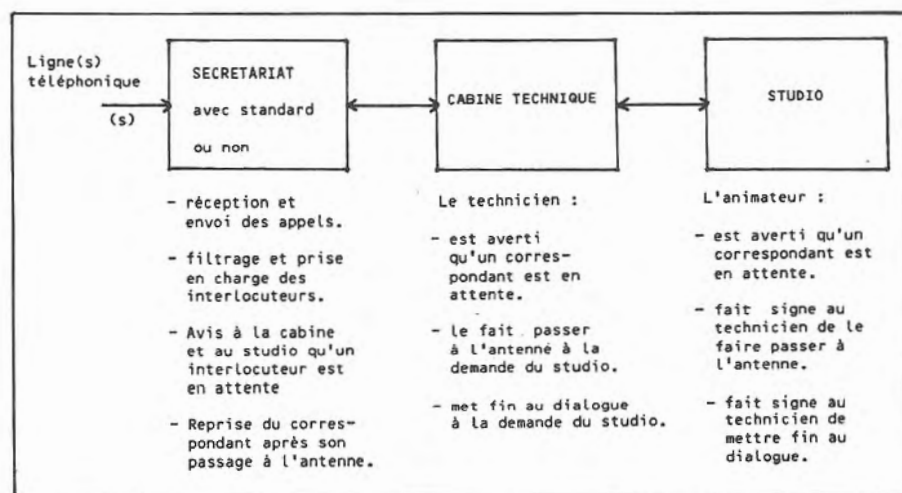 Ligne(s)
téléphonique
(s)
SECRETARIAT
avec standard
ou non
CABINE TECHNIQUE
STUDIO
- réception et
envoi des appels.
- filtrage et prise
en charge des
interlocuteurs.
- Avis à la cabine
et au studio qu'un
interlocuteur est
en attente
- Reprise du corres-
pondant après son
passage à l'antenne.
Le technicien :
- est averti
qu'un corres-
pondant est en
attente.
- le fait passer
à l'antenné à la
demande du studio.
- met fin au dialogue
à la demande du studio.
L'animateur :
- est averti qu'un
correspondant est
en attente.
- fait signe au
technicien de le
faire passer à
l'antenne.
- fait signe au
technicien de
mettre fin au
dialogue.